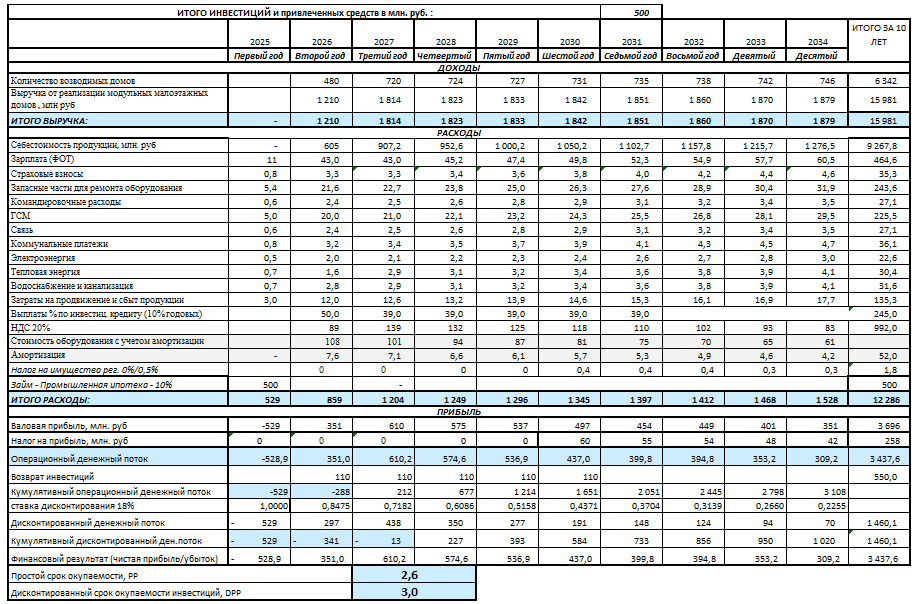 ИТОГО ИНВЕСТИЦИЙ и привлеченных средств в млн. руб. : 500
2025 2026 2027 2028 2029 2030 2031 2032 2033 2034 ИТОГО ЗА 10 ЛЕТ
Первый год Второй год Третий год Четвертый Пятый год Шестой год Седьмой год Восьмой год Девятый Десятый
ДОХОДЫ
Количество возводимых домов 480 720 724 727 731 735 738 742 746 6 342
Выручка от реализации модульных малоэтажных домов , млн руб 1 210 1 814 1 823 1 833 1 842 1 851 1 860 1 870 1 879 15 981
ИТОГО ВЫРУЧКА: - 1 210 1 814 1 823 1 833 1 842 1 851 1 860 1 870 1 879 15 981
РАСХОДЫ
Себестоимость продукции, млн. руб - 605 907,2 952,6 1 000,2 1 050,2 1 102,7 1 157,8 1 215,7 1 276,5 9 267,8
Зарплата (ФОТ) 11 43,0 43,0 45,2 47,4 49,8 52,3 54,9 57,7 60,5 464,6
Страховые взносы 0,8 3,3 3,3 3,4 3,6 3,8 4,0 4,2 4,4 4,6 35,3
Запасные части для ремонта оборудования 5,4 21,6 22,7 23,8 25,0 26,3 27,6 28,9 30,4 31,9 243,6
Командировочные расходы 0,6 2,4 2,5 2,6 2,8 2,9 3,1 3,2 3,4 3,5 27,1
ГСМ 5,0 20,0 21,0 22,1 23,2 24,3 25,5 26,8 28,1 29,5 225,5
Связь 0,6 2,4 2,5 2,6 2,8 2,9 3,1 3,2 3,4 3,5 27,1
Коммунальные платежи 0,8 3,2 3,4 3,5 3,7 3,9 4,1 4,3 4,5 4,7 36,1
Электроэнергия 0,5 2,0 2,1 2,2 2,3 2,4 2,6 2,7 2,8 3,0 22,6
Тепловая энергия 0,7 1,6 2,9 3,1 3,2 3,4 3,6 3,8 3,9 4,1 30,4
Водоснабжение и канализация 0,7 2,8 2,9 3,1 3,2 3,4 3,6 3,8 3,9 4,1 31,6
Затраты на продвижение и сбыт продукции 3,0 12,0 12,6 13,2 13,9 14,6 15,3 16,1 16,9 17,7 135,3
Выплаты % по инвестиц. кредиту (10% годовых) 50,0 39,0 39,0 39,0 39,0 39,0 245,0
НДС 20% 89 139 132 125 118 110 102 93 83 992,0
Стоимость оборудования с учетом амортизации 108 101 94 87 81 75 70 65 61
Амортизация - 7,6 7,1 6,6 6,1 5,7 5,3 4,9 4,6 4,2 52,0
Налог на имущество рег. 0%/0,5% 0 0 0 0 0,4 0,4 0,4 0,3 0,3 1,8
Займ - Промышленная ипотека - 10% 500 - 500
ИТОГО РАСХОДЫ: 529 859 1 204 1 249 1 296 1 345 1 397 1 412 1 468 1 528 12 286
ПРИБЫЛЬ
Валовая прибыль, млн. руб -529 351 610 575 537 497 454 449 401 351 3 696
Налог на прибыль, млн. руб 0 0 0 0 0 60 55 54 48 42 258
Операционный денежный поток -528,9 351,0 610,2 574,6 536,9 437,0 399,8 394,8 353,2 309,2 3 437,6
Возврат инвестиций 110 110 110 110 110 550,0
Кумулятивный операционный денежный поток -529 -288 212 677 1 214 1 651 2 051 2 445 2 798 3 108
ставка дисконтирования 18% 1,0000 0,8475 0,7182 0,6086 0,5158 0,4371 0,3704 0,3139 0,2660 0,2255
Дисконтированный денежный поток - 529 297 438 350 277 191 148 124 94 70 1 460,1
Кумулятивный дисконтированный ден.поток - 529 - 341 - 13 227 393 584 733 856 950 1 020 1 460,1
Финансовый результат (чистая прибыль/убыток) - 528,9 351,0 610,2 574,6 536,9 437,0 399,8 394,8 353,2 309,2 3 437,6
Простой срок окупаемости, PP 2,6
Дисконтированный срок окупаемости инвестиций, DPP 3,0